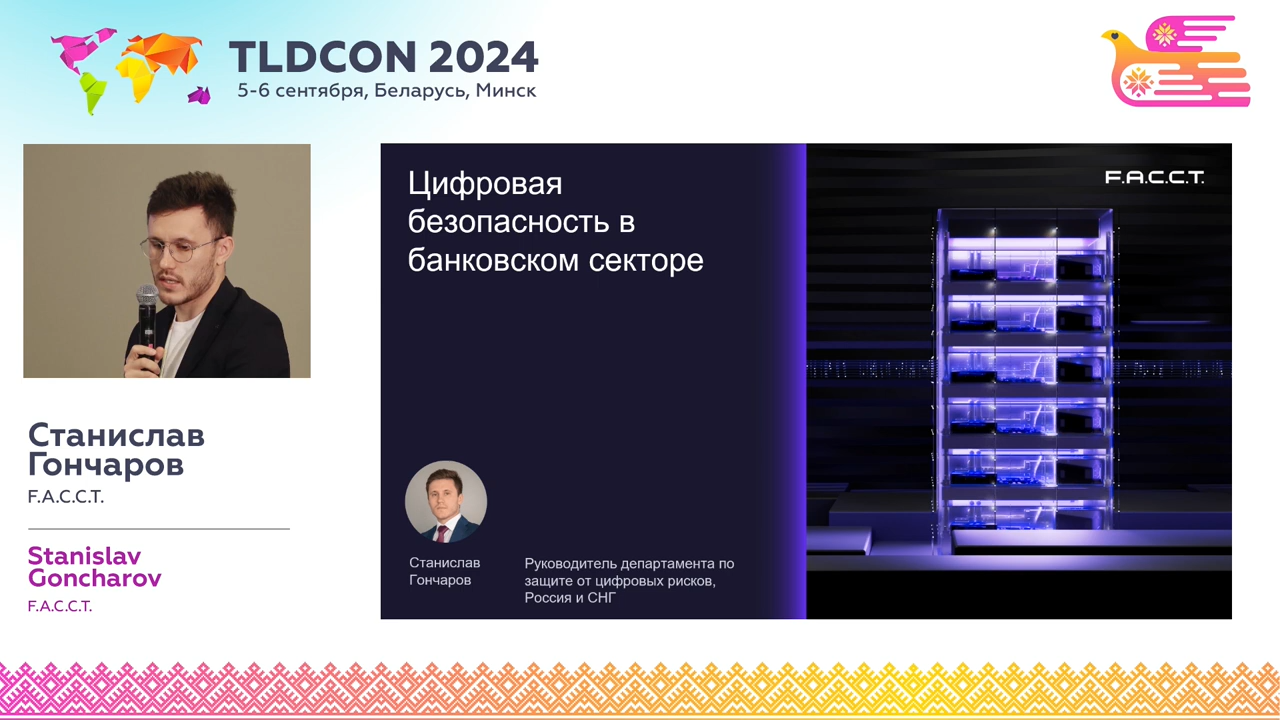 TLDCON 2024
5-6 сентября, Беларусь, Минск
Станислав
Гончаров
F.A.C.C.T.
Stanislav
Goncharov
F.A.C.C.T.
Цифровая
безопасность в
банковском секторе
F.A.C.C.T.
Станислав
Гончаров
Руководитель департамента по
защите от цифровых рисков,
Россия и СНГ